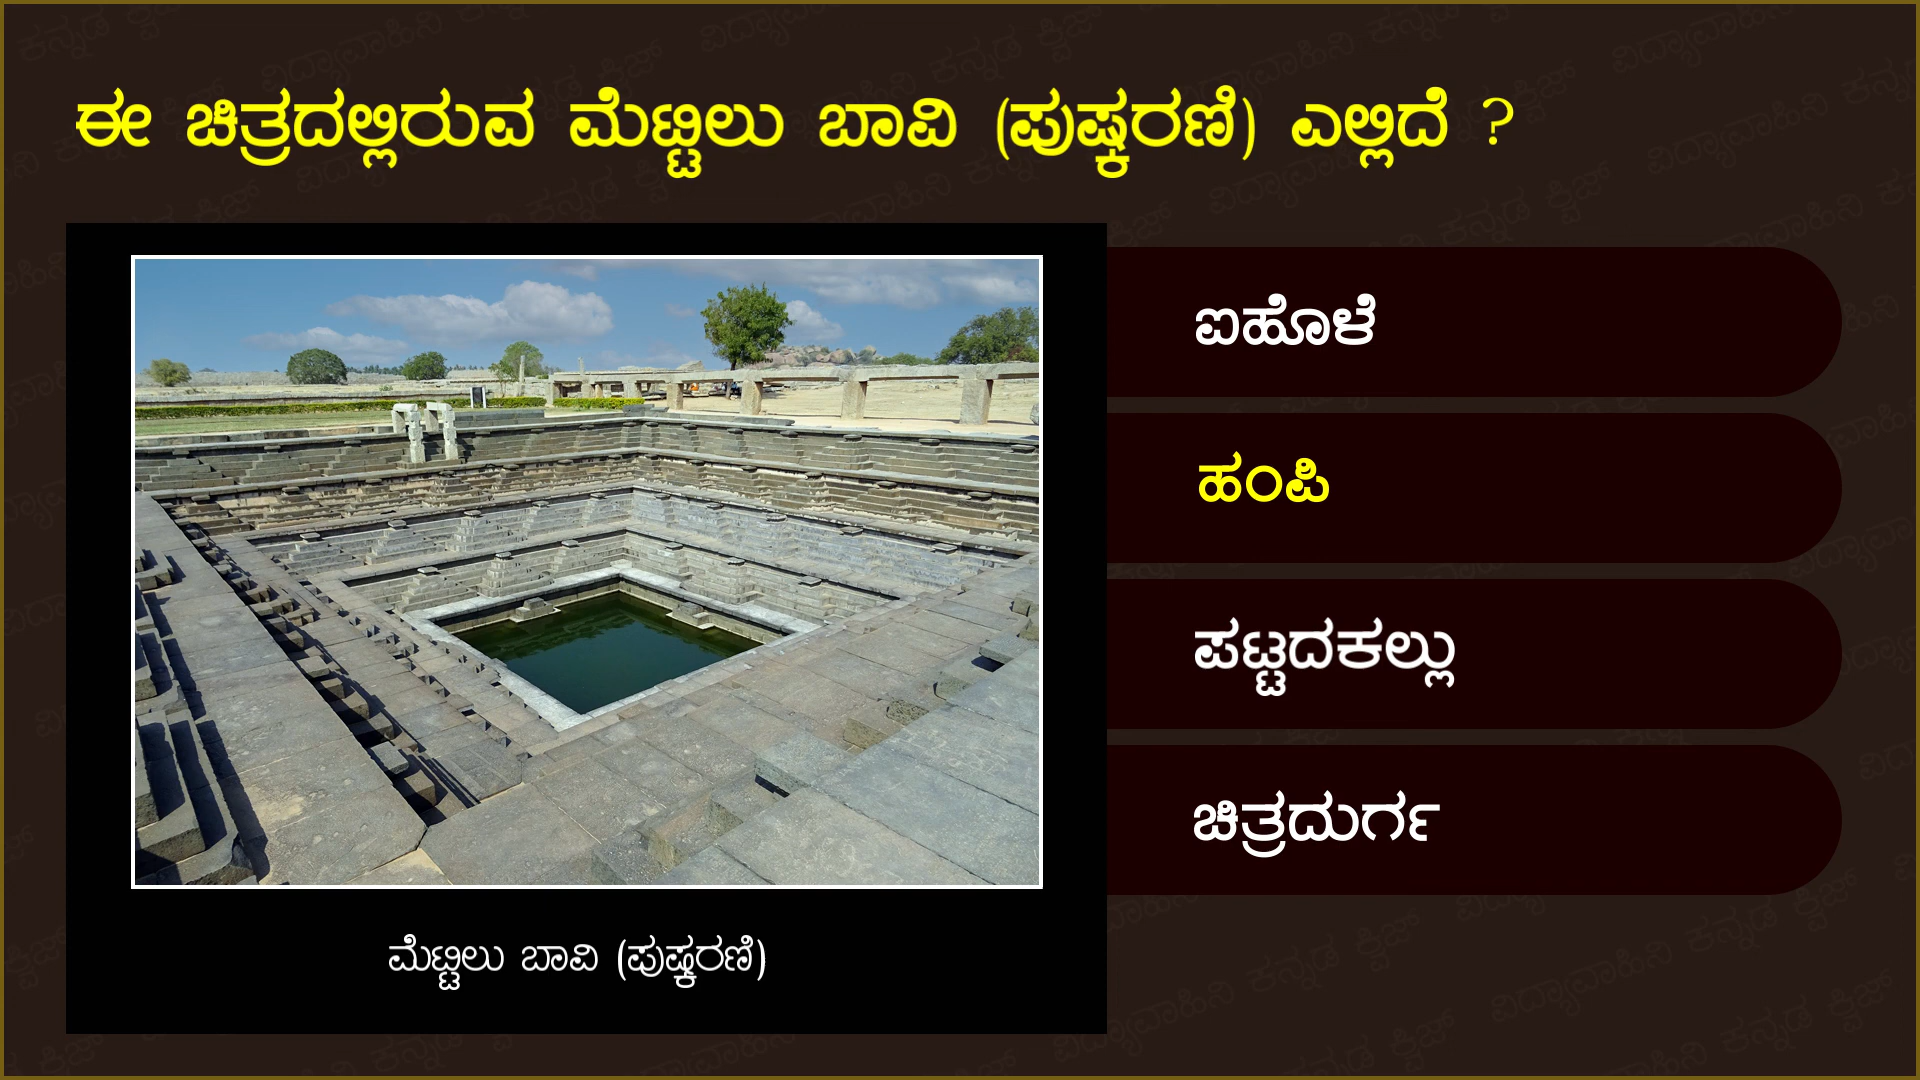 ಈ ಚಿತ್ರದಲ್ಲಿರುವ ಮೆಟ್ಟಿಲು ಬಾವಿ (ಪುಷ್ಕರಣಿ) ಎಲ್ಲಿದೆ ?
ಐಹೊಳೆ
ಹಂಪಿ
ಪಟ್ಟದಕಲ್ಲು
ಚಿತ್ರದುರ್ಗ
ಮೆಟ್ಟಿಲು ಬಾವಿ (ಪುಷ್ಕರಣಿ)